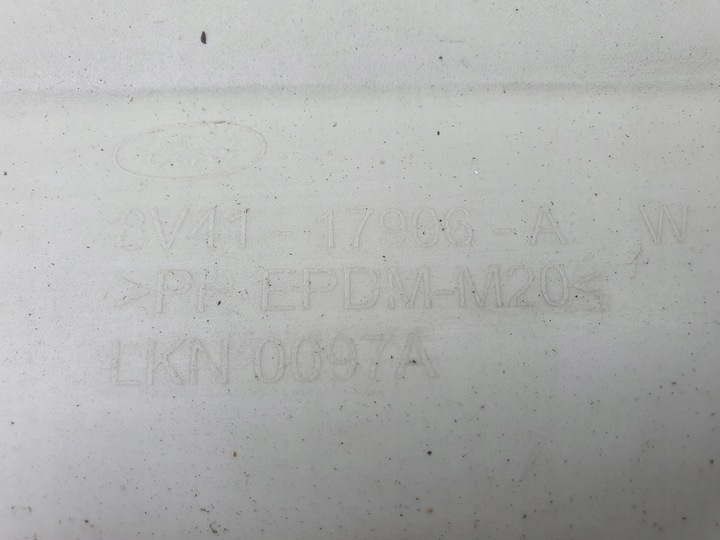 8V41-17906-A W
>PP EPDM-M20<
LKN 0097A